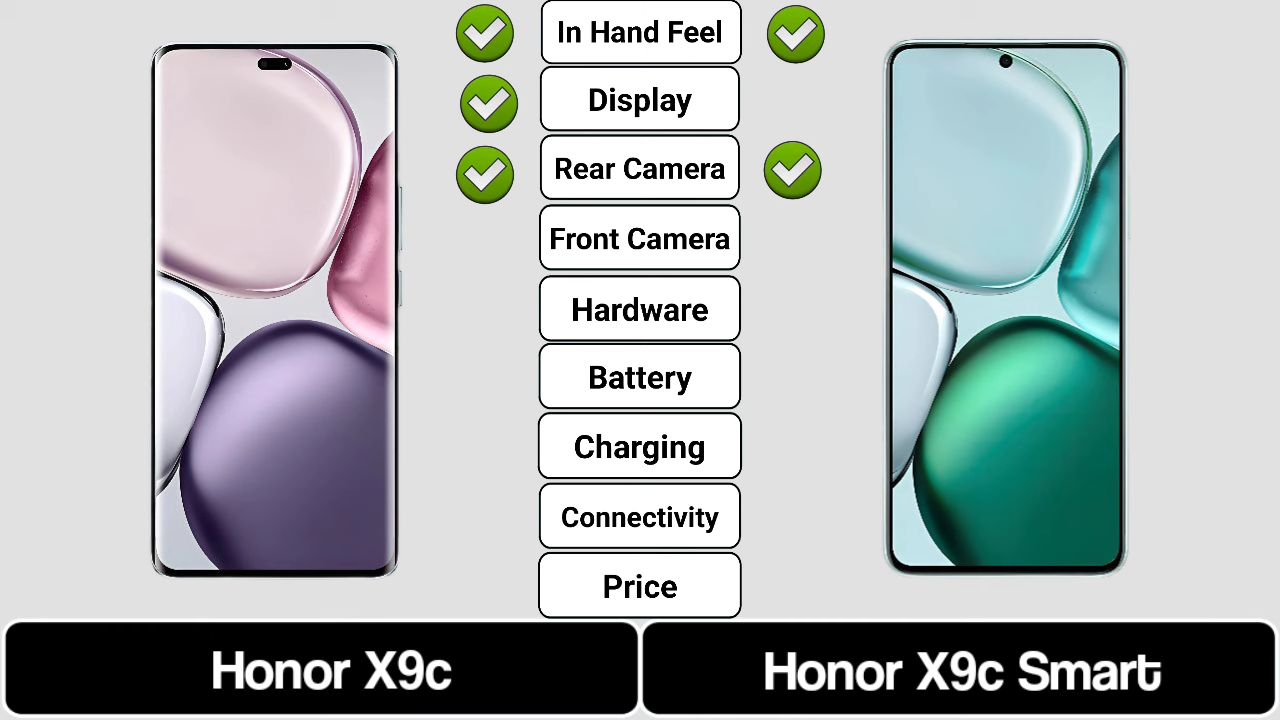 In Hand Feel
Display
Rear Camera
Front Camera
Hardware
Battery
Charging
Connectivity
Price
Honor X9c
Honor X9c Smart